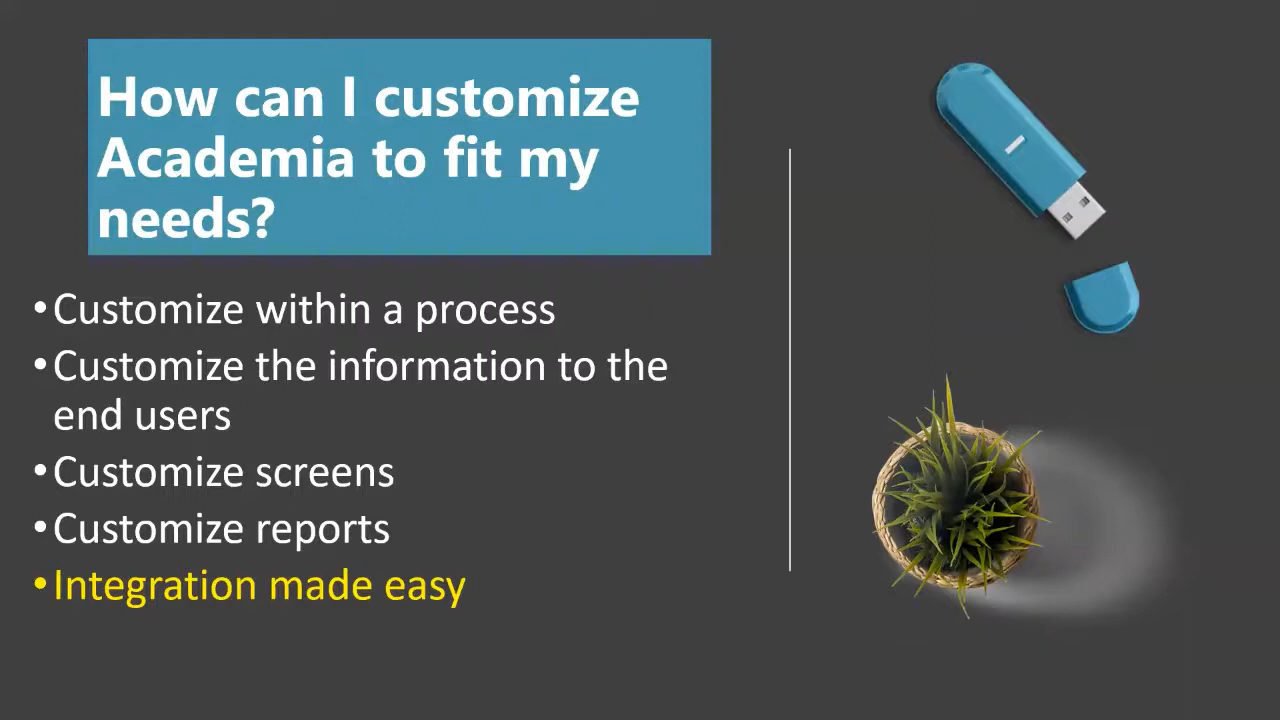 How can I customize
Academia to fit my
needs?
•Customize within a process
•Customize the information to the
end users
•Customize screens
•Customize reports
•Integration made easy